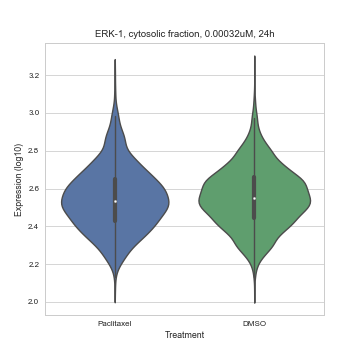 ERK-1, cytosolic fraction, 0.00032uM, 24h
3.2
3.0
2.8
2.6
2.4
2.2
2.0
Expression (log10)
Paclitaxel
DMSO
Treatment